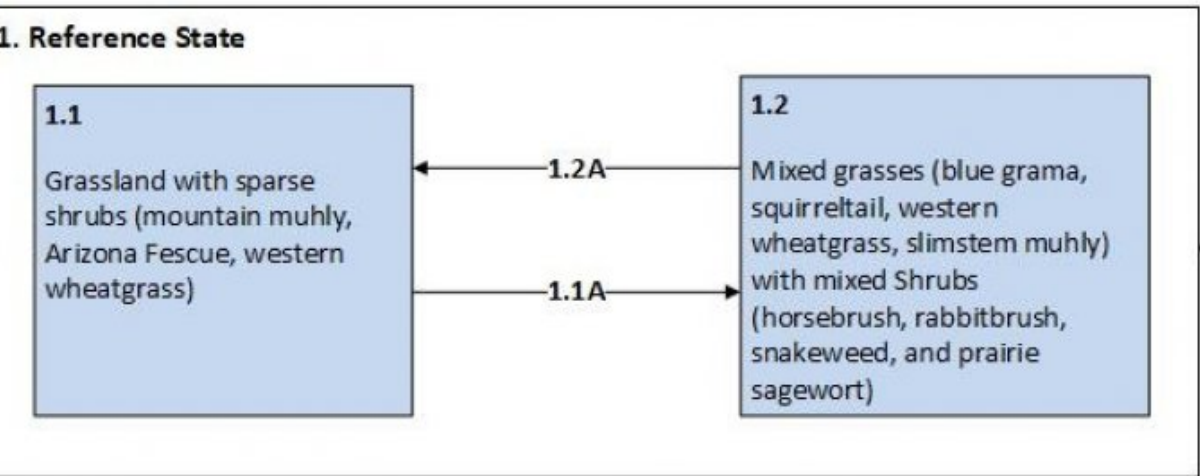 1. Reference State
1.1
Grassland with sparse
shrubs (mountain muhly,
Arizona Fescue, western
wheatgrass)
1.2A
1.1A
1.2
Mixed grasses (blue grama,
squirreltail, western
wheatgrass, slimstem muhly)
with mixed Shrubs
(horsebrush, rabbitbrush,
snakeweed, and prairie
sagewort)